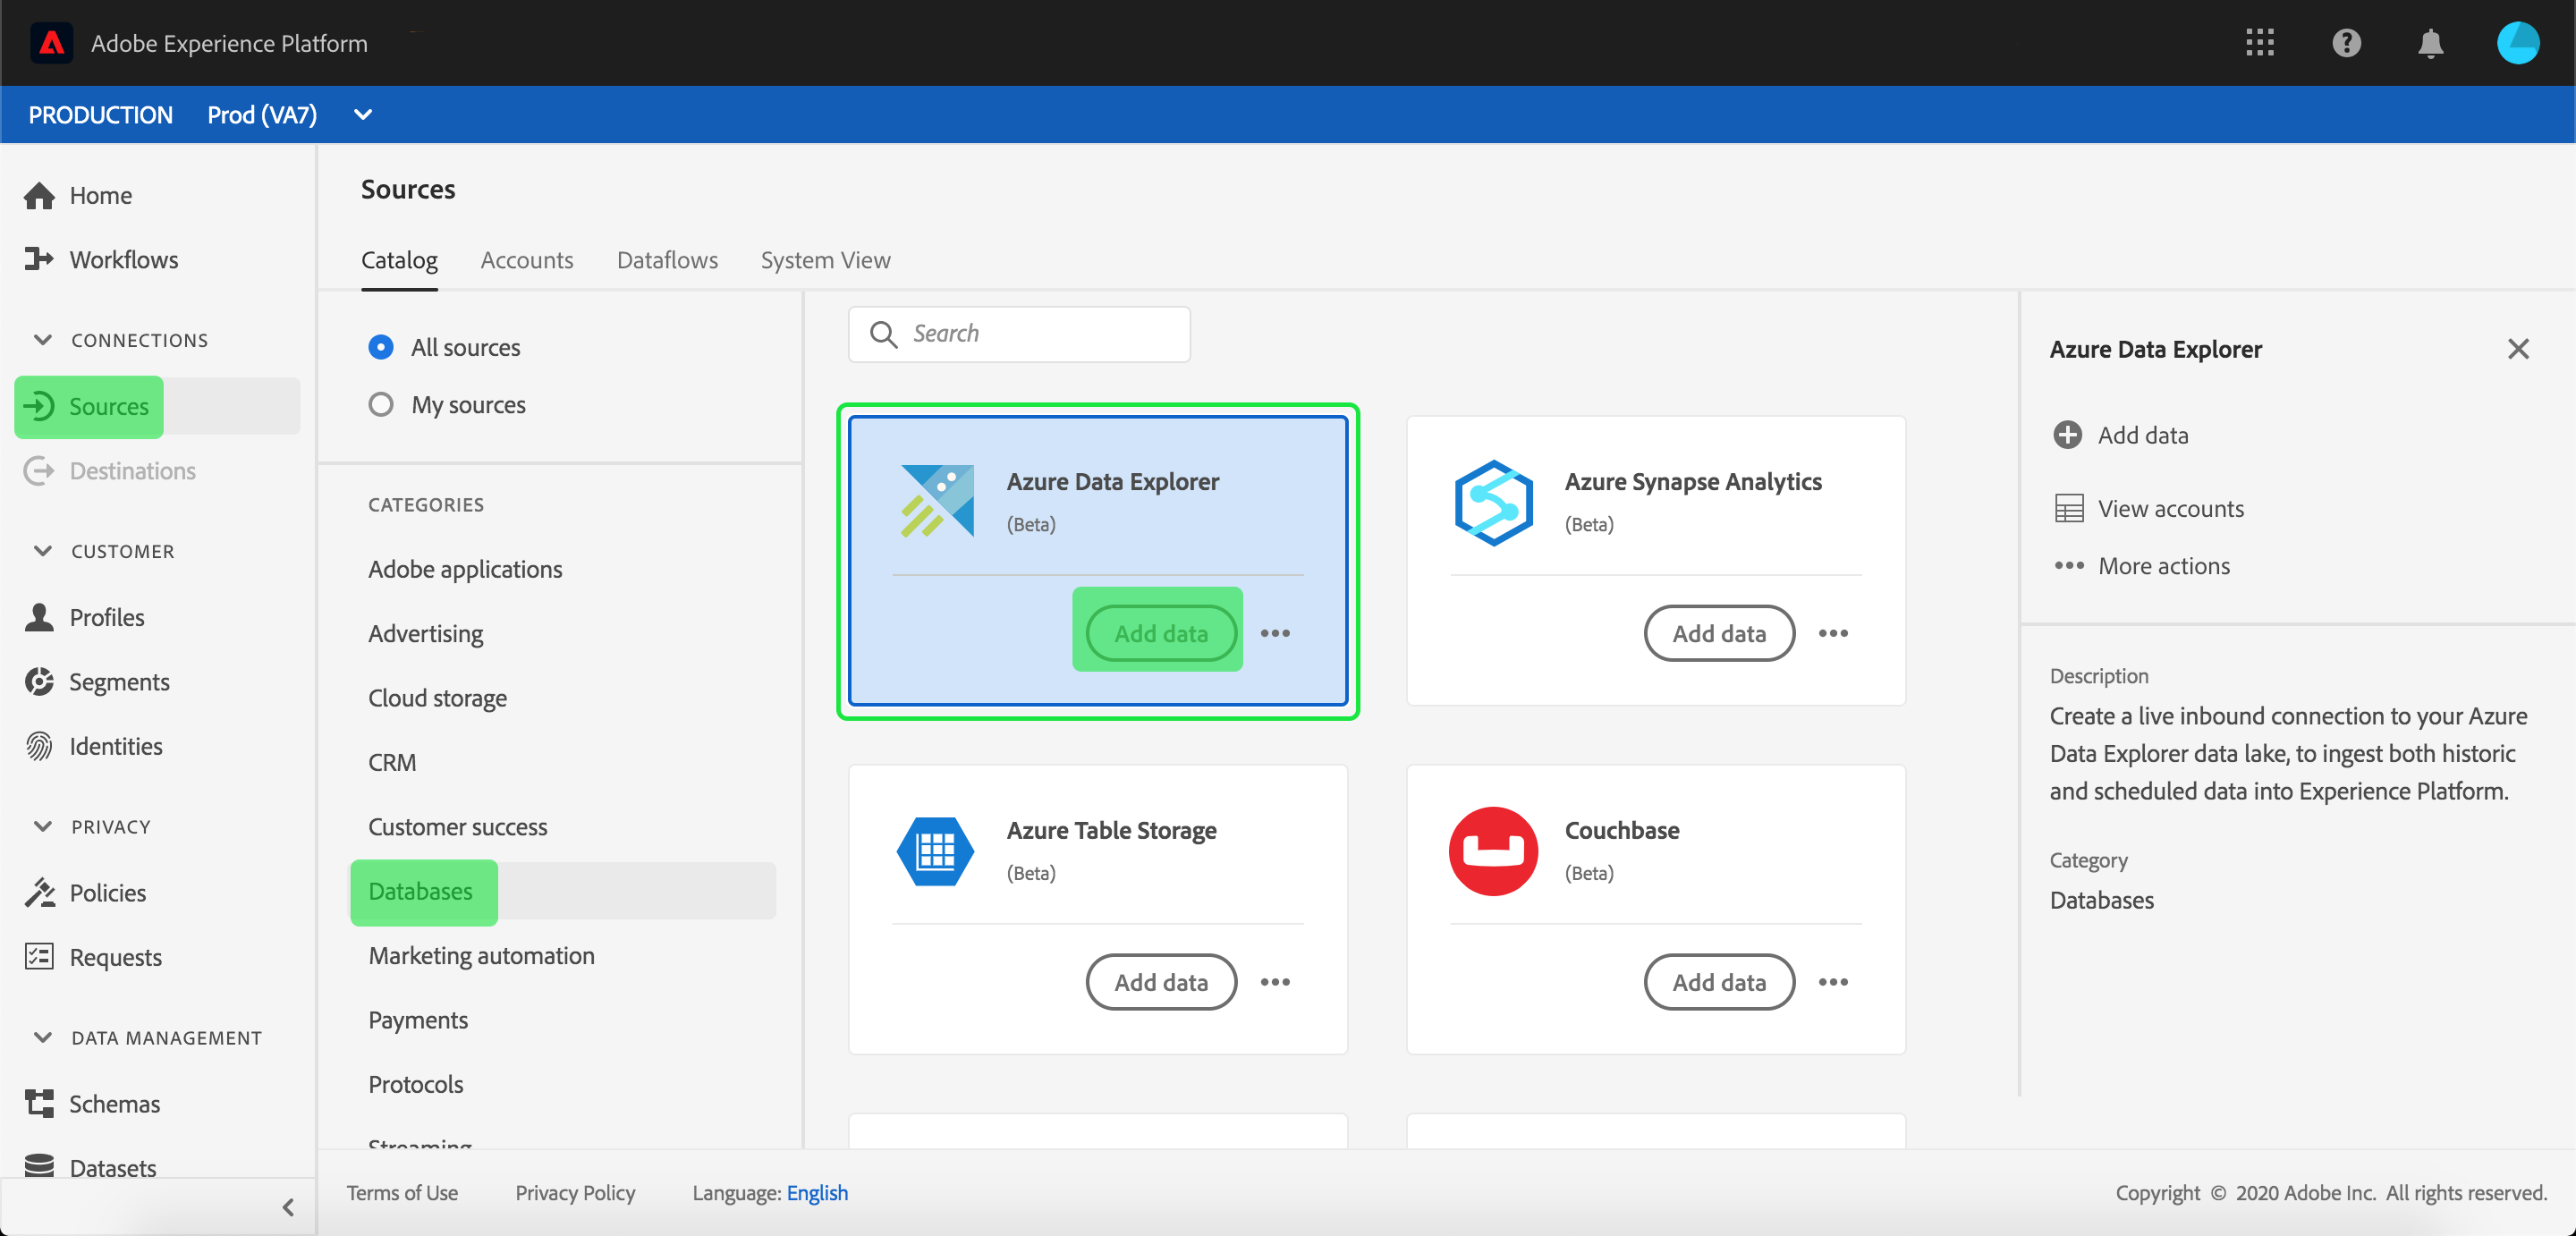 Adobe Experience Platform
PRODUCTION Prod (VA7)
Home
Workflows
CONNECTIONS
Sources
Destinations
CUSTOMER
Profiles
Segments
Identities
PRIVACY
Policies
Requests
DATA MANAGEMENT
Schemas
Datasets
Sources
Catalog Accounts Dataflows System View
All sources
My sources
CATEGORIES
Adobe applications
Advertising
Cloud storage
CRM
Customer success
Databases
Marketing automation
Payments
Protocols
Streaming
Search
Azure Data Explorer
(Beta)
Add data
Azure Synapse Analytics
(Beta)
Add data
Azure Table Storage
(Beta)
Add data
Couchbase
(Beta)
Add data
Azure Data Explorer
Add data
View accounts
More actions
Description
Create a live inbound connection to your Azure
Data Explorer data lake, to ingest both historic
and scheduled data into Experience Platform.
Category
Databases
Terms of Use Privacy Policy Language: English
Copyright © 2020 Adobe Inc. All rights reserved.